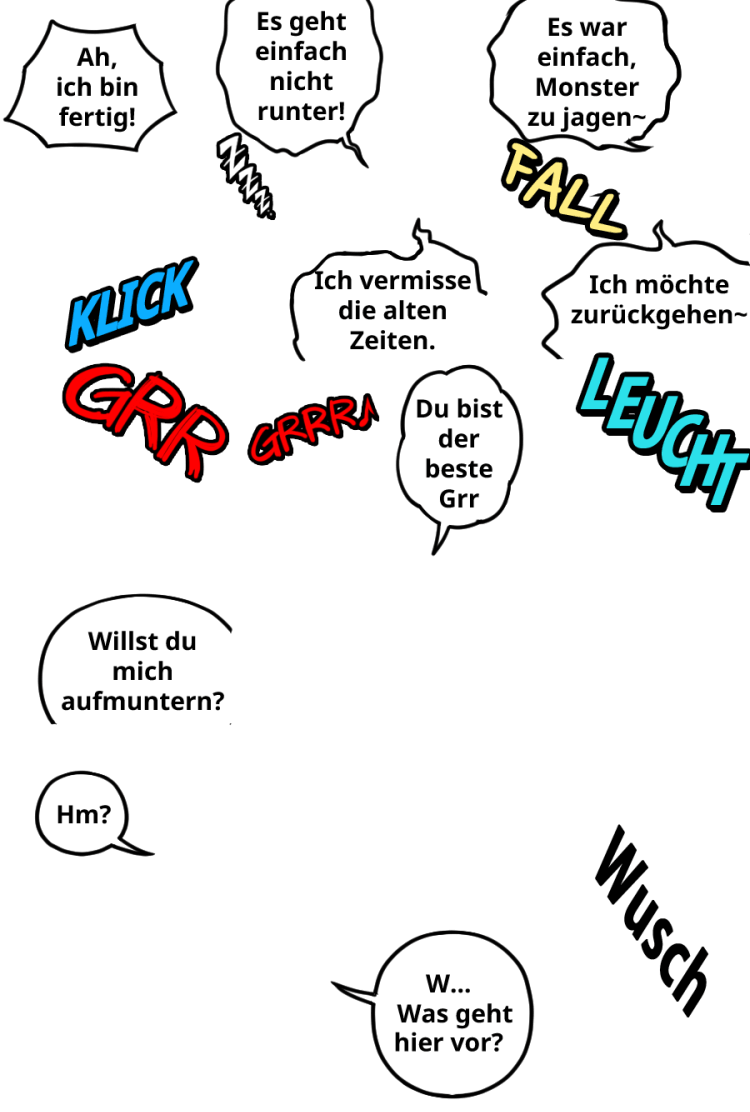 Ah,
ich bin
fertig!
Es geht
einfach
nicht
runter!
Es war
einfach,
Monster
zu jagen~
ZZZZ.
FALL
KLICK
Ich vermisse
die alten
Zeiten.
Ich möchte
zurückgehen~
GRR
GRRRA
Du bist
der
beste
Grr
LEUCHT
Willst du
mich
aufmuntern?
Hm?
Wusch
W...
Was geht
hier vor?